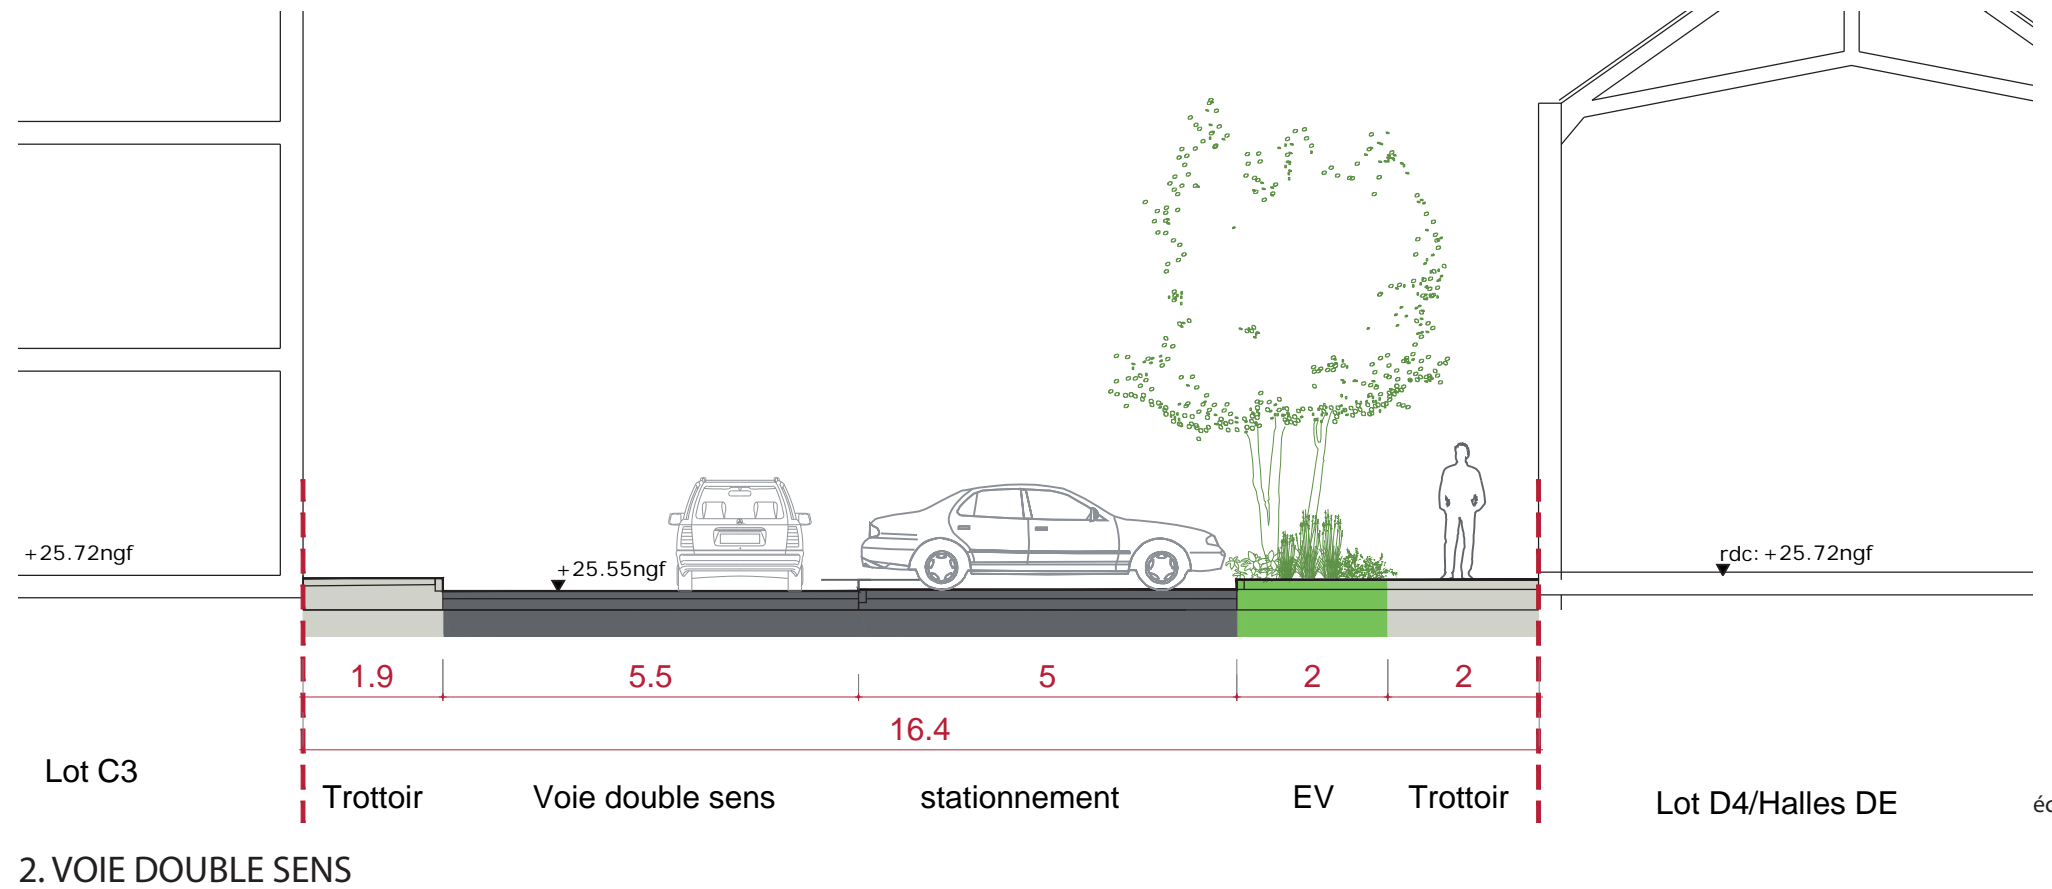 +25.72ngf
+25.55ngf
rdc: +25.72ngf
1.9 5.5 5 2 2
16.4
Lot C3
Trottoir Voie double sens stationnement EV Trottoir
Lot D4/Halles DE
2. VOIE DOUBLE SENS